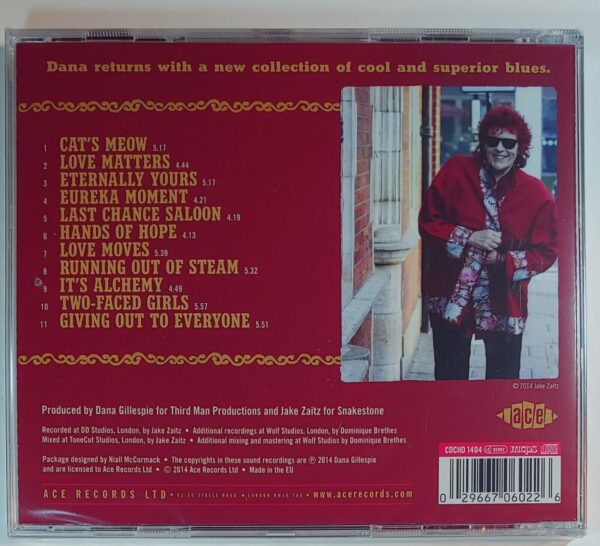 Dana returns with a new collection of cool and superior blues.
1 CAT'S MEOW 5.17
2 LOVE MATTERS 4.44
3 ETERNALLY YOURS 5.17
4 EUREKA MOMENT 4.21
5 LAST CHANCE SALOON 4.19
6 HANDS OF HOPE 4.13
7 LOVE MOVES 5.39
8 RUNNING OUT OF STEAM 5.32
9 IT'S ALCHEMY 4.49
10 TWO-FACED GIRLS 5.57
11 GIVING OUT TO EVERYONE 5.51
© 2014 Jake Zaitz
Produced by Dana Gillespie for Third Man Productions and Jake Zaitz for Snakestone
Recorded at DD Studios, London, by Jake Zaitz • Additional recordings at Wolf Studios, London, by Dominique Brethes
Mixed at ToneCut Studios, London, by Jake Zaitz • Additional mixing and mastering at Wolf Studios by Dominique Brethes
Package designed by Niall McCormack • The copyrights in these sound recordings are ℗ 2014 Dana Gillespie
and are licensed to Ace Records Ltd • © 2014 Ace Records Ltd • Made in the EU
ACE RECORDS LTD • 42-50 STEELE ROAD • LONDON NW10 7AS • www.acerecords.com
ace
CDCHD 1404 mcps
0 29667 06022 6